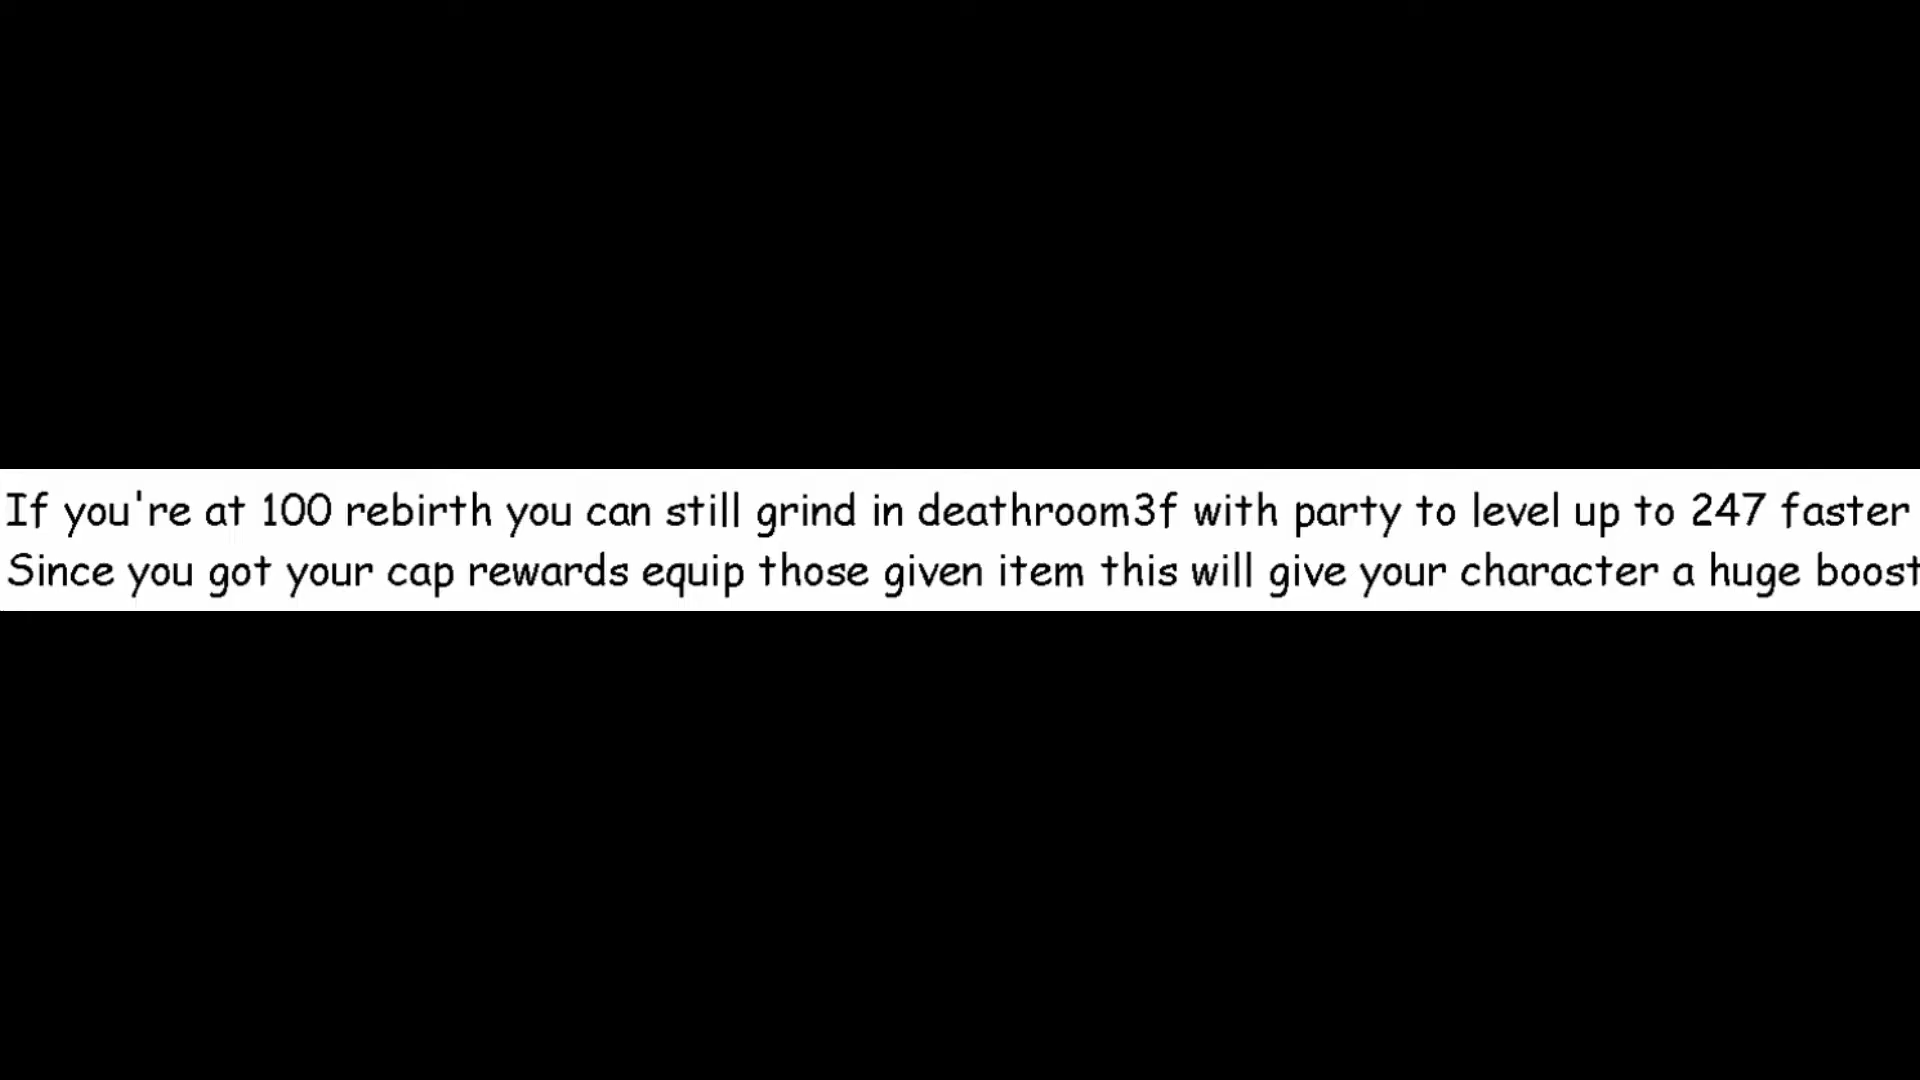 If you're at 100 rebirth you can still grind in deathroom3f with party to level up to 247 faster
Since you got your cap rewards equip those given item this will give your character a huge boost